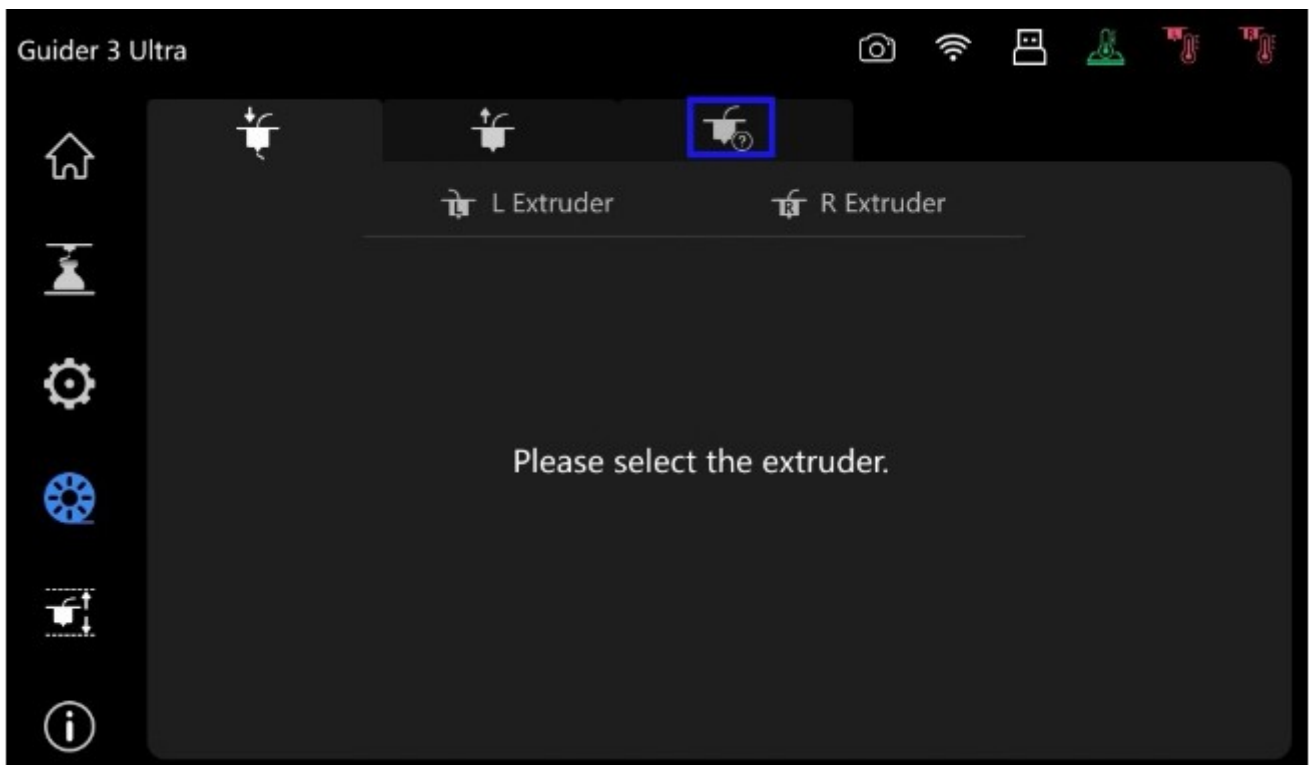 Guider 3 Ultra
L R
L L Extruder R R Extruder
Please select the extruder.